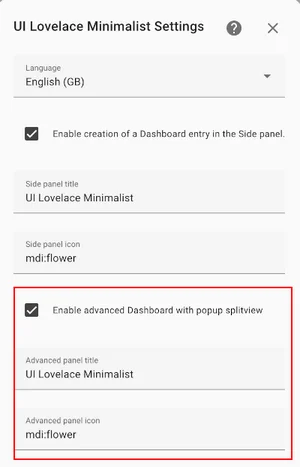 UI Lovelace Minimalist Settings
Language
English (GB)
Enable creation of a Dashboard entry in the Side panel.
Side panel title
UI Lovelace Minimalist
Side panel icon
mdi:flower
Enable advanced Dashboard with popup splitview
Advanced panel title
UI Lovelace Minimalist
Advanced panel icon
mdi:flower